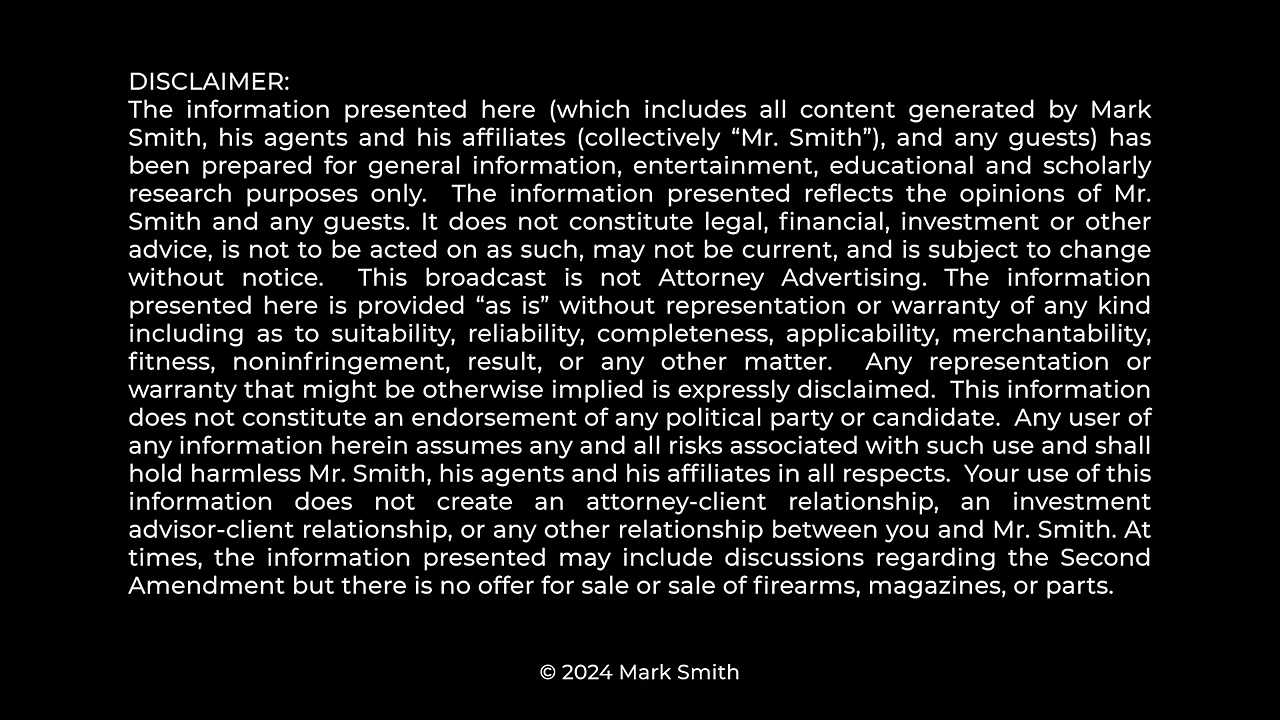 DISCLAIMER:
The information presented here (which includes all content generated by Mark
Smith, his agents and his affiliates (collectively “Mr. Smith”), and any guests) has
been prepared for general information, entertainment, educational and scholarly
research purposes only.  The information presented reflects the opinions of Mr.
Smith and any guests. It does not constitute legal, financial, investment or other
advice, is not to be acted on as such, may not be current, and is subject to change
without notice.  This broadcast is not Attorney Advertising. The information
presented here is provided “as is” without representation or warranty of any kind
including as to suitability, reliability, completeness, applicability, merchantability,
fitness, noninfringement, result, or any other matter.  Any representation or
warranty that might be otherwise implied is expressly disclaimed.  This information
does not constitute an endorsement of any political party or candidate.  Any user of
any information herein assumes any and all risks associated with such use and shall
hold harmless Mr. Smith, his agents and his affiliates in all respects.  Your use of this
information does not create an attorney-client relationship, an investment
advisor-client relationship, or any other relationship between you and Mr. Smith. At
times, the information presented may include discussions regarding the Second
Amendment but there is no offer for sale or sale of firearms, magazines, or parts.
© 2024 Mark Smith